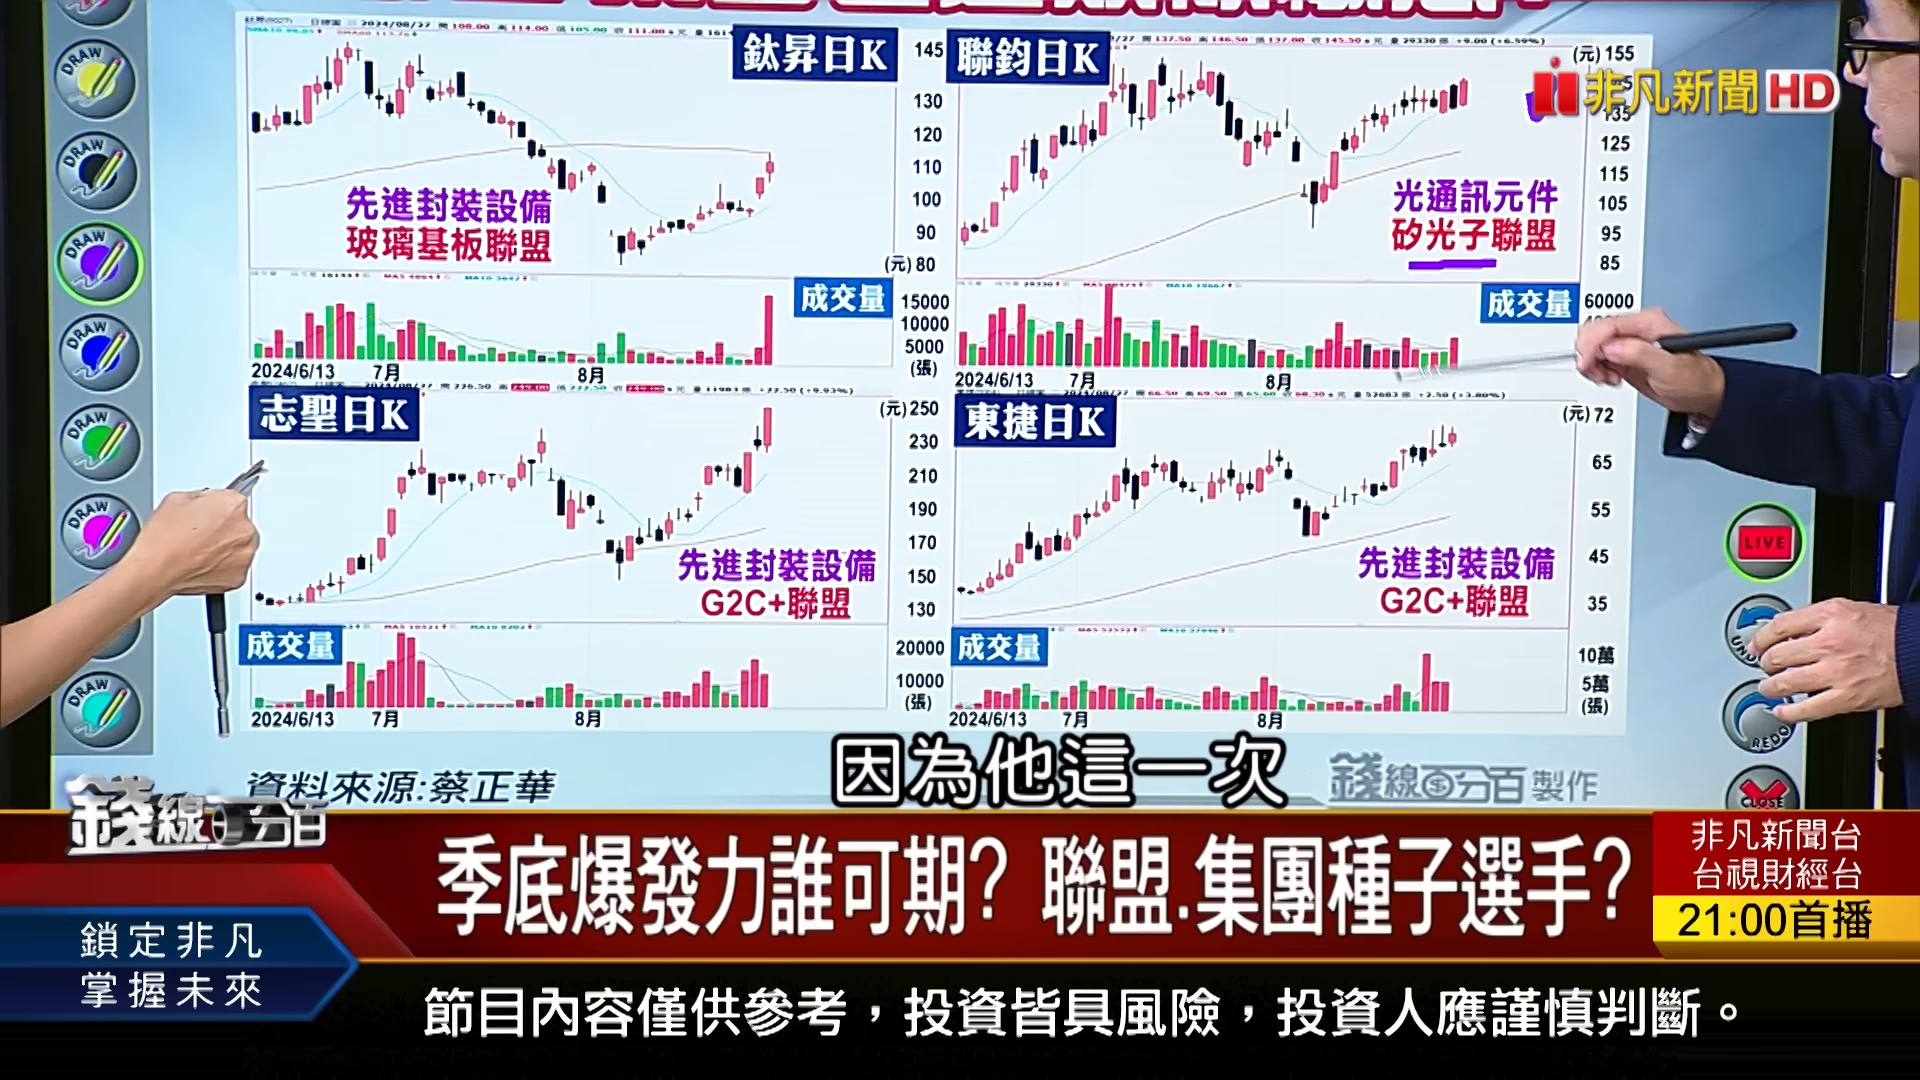 鈦昇日K
145
130
120
110
100
90
(元)80
先進封裝設備
玻璃基板聯盟
成交量
15000
10000
5000
(張)
2024/6/13
7月
8月
聯鈞日K
(元)155
135
125
115
105
95
85
光通訊元件
矽光子聯盟
成交量
60000
2024/6/13
7月
8月
非凡新聞HD
志聖日K
(元)250
230
210
190
170
150
130
先進封裝設備
G2C+聯盟
成交量
20000
10000
(張)
2024/6/13
7月
8月
東捷日K
(元)72
65
55
45
35
先進封裝設備
G2C+聯盟
成交量
10萬
5萬
(張)
2024/6/13
7月
8月
DRAW
DRAW
DRAW
DRAW
DRAW
DRAW
DRAW
LIVE
REDO
CLOSE
資料來源:蔡正華
因為他這一次
錢線百分百製作
錢線百分百
季底爆發力誰可期? 聯盟.集團種子選手?
非凡新聞台
台視財經台
21:00首播
鎖定非凡
掌握未來
節目內容僅供參考，投資皆具風險，投資人應謹慎判斷。